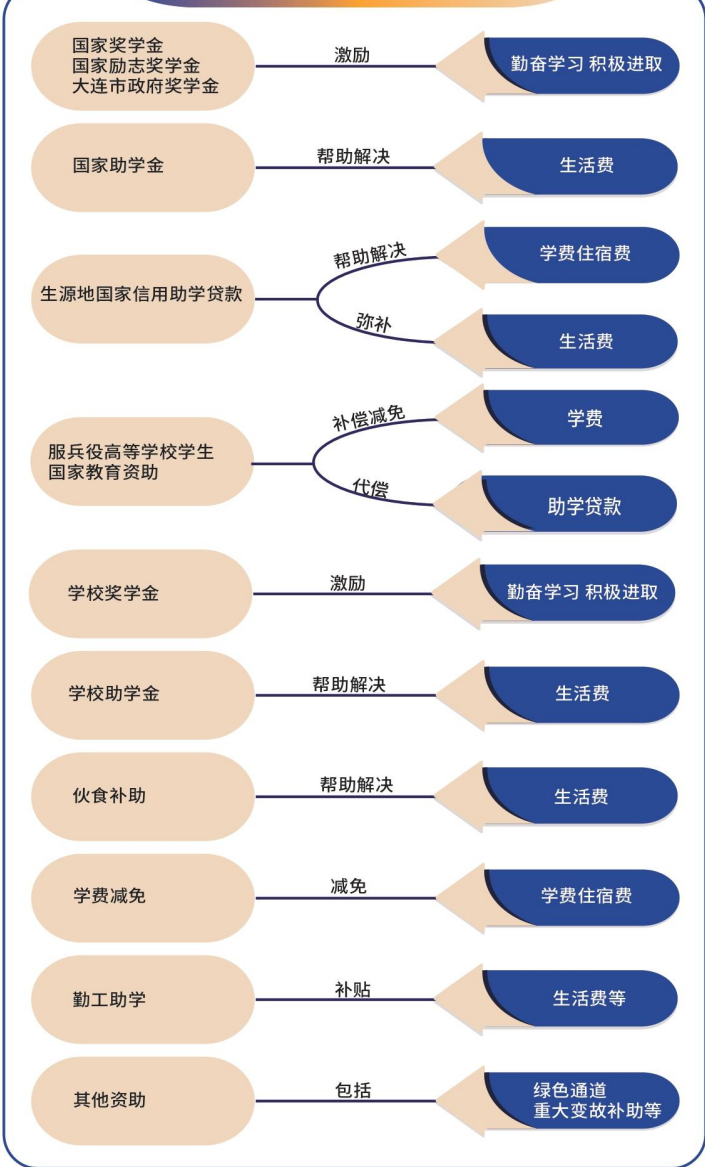 国家奖学金
国家励志奖学金
大连市政府奖学金
激励
勤奋学习 积极进取
国家助学金
帮助解决
生活费
生源地国家信用助学贷款
帮助解决
学费住宿费
弥补
生活费
服兵役高等学校学生
国家教育资助
补偿减免
学费
代偿
助学贷款
学校奖学金
激励
勤奋学习 积极进取
学校助学金
帮助解决
生活费
伙食补助
帮助解决
生活费
学费减免
减免
学费住宿费
勤工助学
补贴
生活费等
其他资助
包括
绿色通道
重大变故补助等